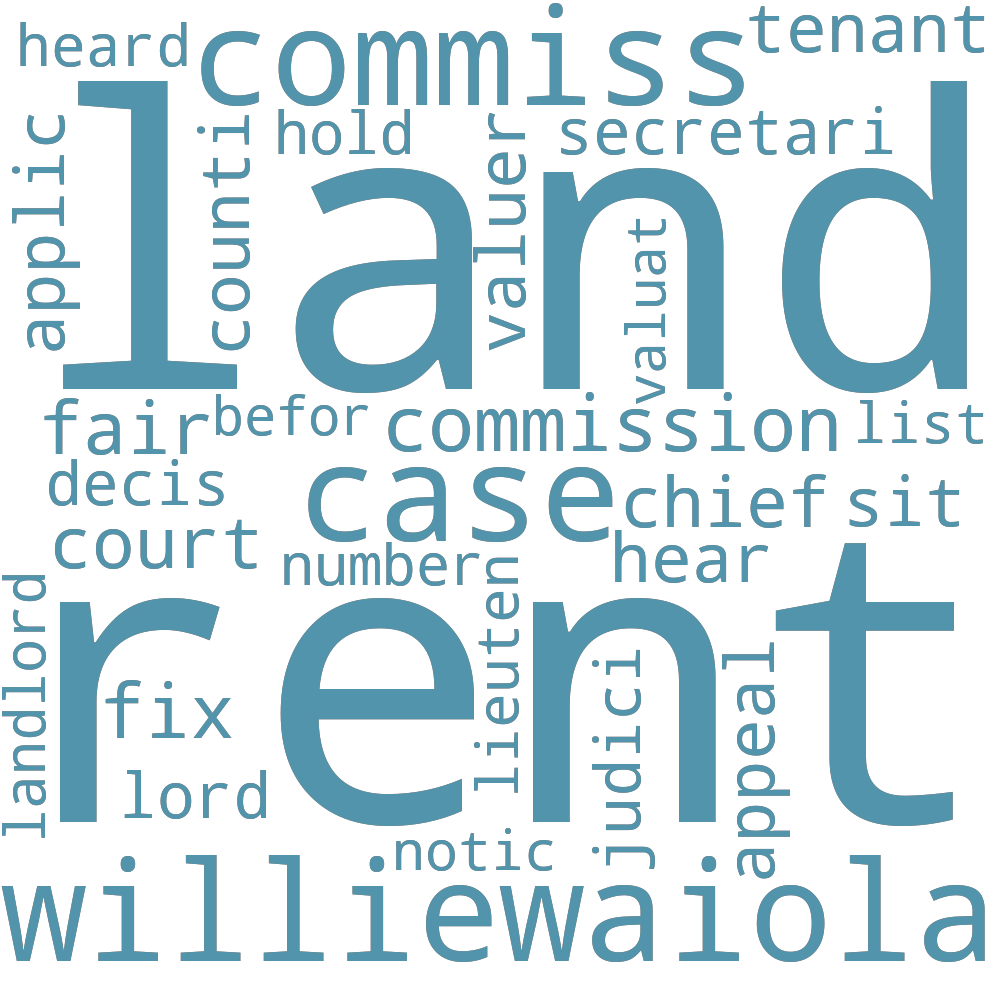 heard
commiss
tenant
land
applic
counti
hold
valuer
secretari
valuat
fair
befor
commission
list
decis
case
chief
sit
court
number
hear
rent
landlord
fix
lord
lieuten
judici
appeal
notic
williewaiola